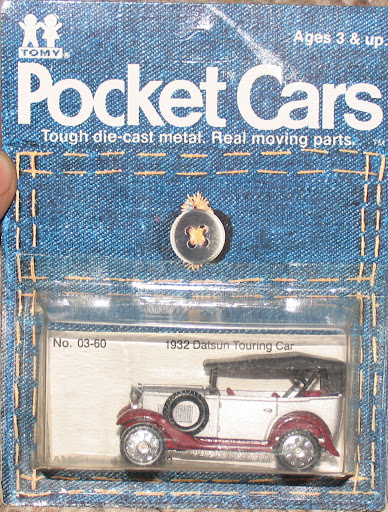 TOMY
Ages 3 & up
Pocket Cars
Tough die-cast metal. Real moving parts. TM
No. 03-60 1932 Datsun Touring Car